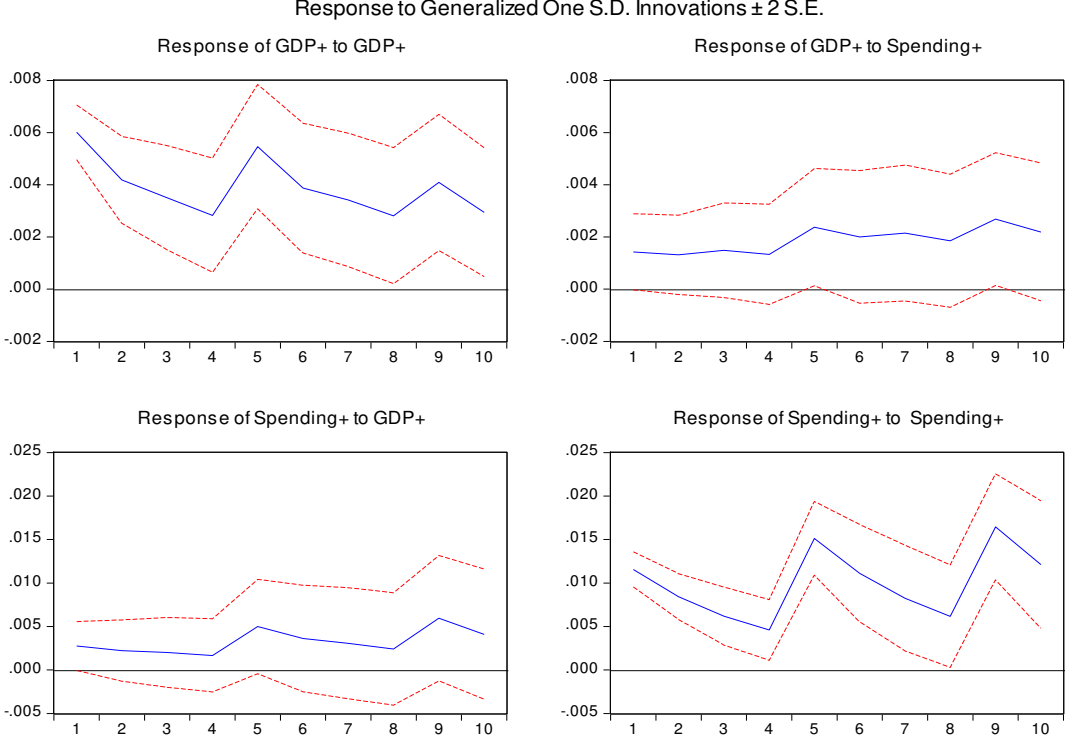 Response to Generalized One S.D. Innovations ± 2 S.E.
Response of GDP+ to GDP+
.008
.006
.004
.002
.000
-.002
1 2 3 4 5 6 7 8 9 10
Response of GDP+ to Spending+
.008
.006
.004
.002
.000
-.002
1 2 3 4 5 6 7 8 9 10
Response of Spending+ to GDP+
.025
.020
.015
.010
.005
.000
-.005
1 2 3 4 5 6 7 8 9 10
Response of Spending+ to Spending+
.025
.020
.015
.010
.005
.000
-.005
1 2 3 4 5 6 7 8 9 10